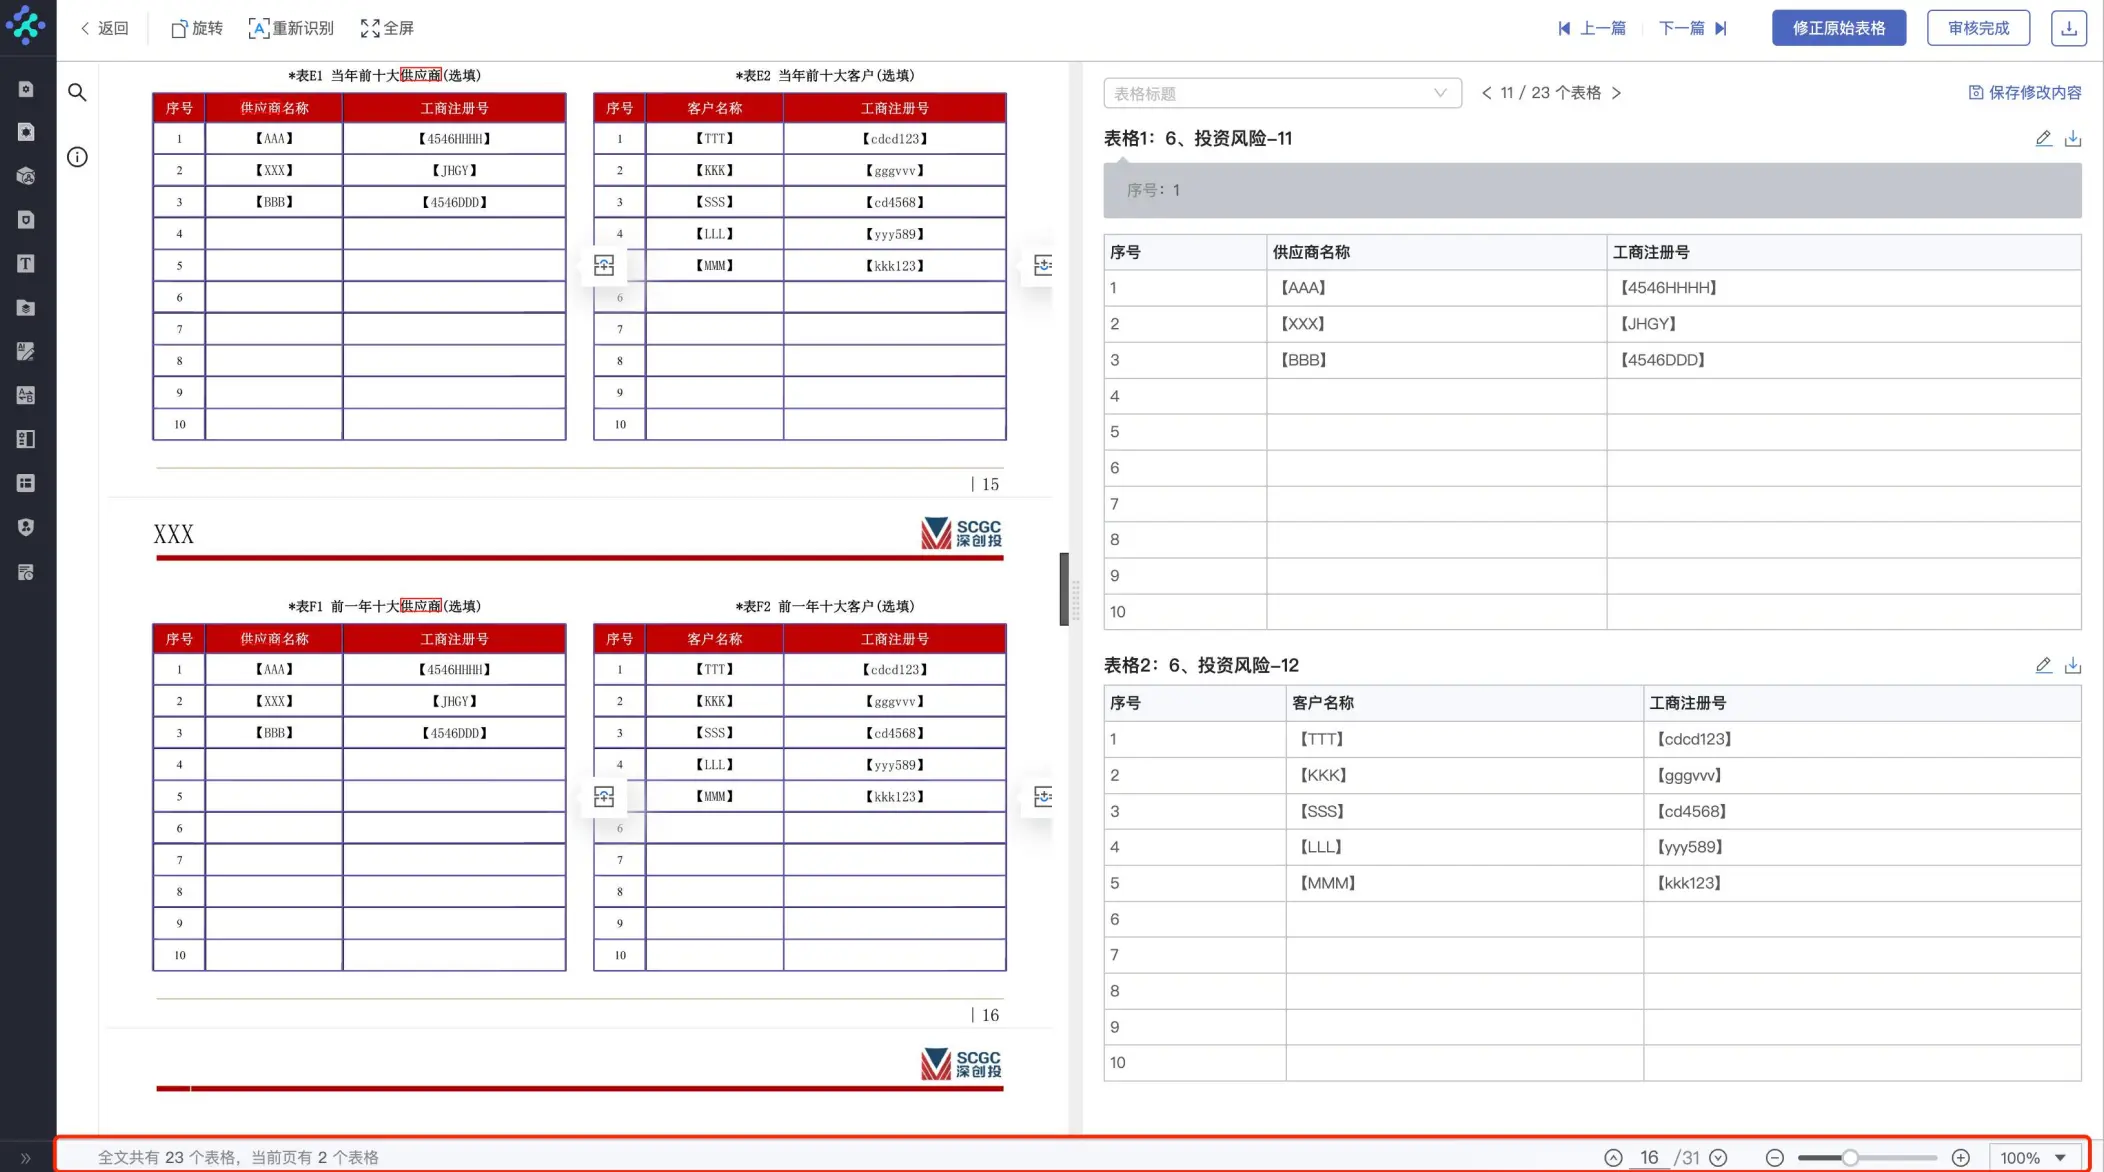 返回 旋转 重新识别 全屏 上一篇 下一篇 修正原始表格 审核完成
*表E1 当年前十大供应商(选填)
序号 供应商名称 工商注册号
1 【AAA】 【4546HHHH】
2 【XXX】 【JHGY】
3 【BBB】 【4546DDD】
4
5
6
7
8
9
10
*表E2 当年前十大客户(选填)
序号 客户名称 工商注册号
1 【TTT】 【cdcd123】
2 【KKK】 【gggvvv】
3 【SSS】 【cd4568】
4 【LLL】 【yyy589】
5 【MMM】 【kkk123】
6
7
8
9
10
| 15
XXX
SCGC
深创投
*表F1 前一年十大供应商(选填)
序号 供应商名称 工商注册号
1 【AAA】 【4546HHHH】
2 【XXX】 【JHGY】
3 【BBB】 【4546DDD】
4
5
6
7
8
9
10
*表F2 前一年十大客户(选填)
序号 客户名称 工商注册号
1 【TTT】 【cdcd123】
2 【KKK】 【gggvvv】
3 【SSS】 【cd4568】
4 【LLL】 【yyy589】
5 【MMM】 【kkk123】
6
7
8
9
10
| 16
SCGC
深创投
表格标题 < 11 / 23 个表格 > 保存修改内容
表格1：6、投资风险-11
序号：1
序号 供应商名称 工商注册号
1 【AAA】 【4546HHHH】
2 【XXX】 【JHGY】
3 【BBB】 【4546DDD】
4
5
6
7
8
9
10
表格2：6、投资风险-12
序号 客户名称 工商注册号
1 【TTT】 【cdcd123】
2 【KKK】 【gggvvv】
3 【SSS】 【cd4568】
4 【LLL】 【yyy589】
5 【MMM】 【kkk123】
6
7
8
9
10
全文共有 23 个表格，当前页有 2 个表格 16 /31 100%